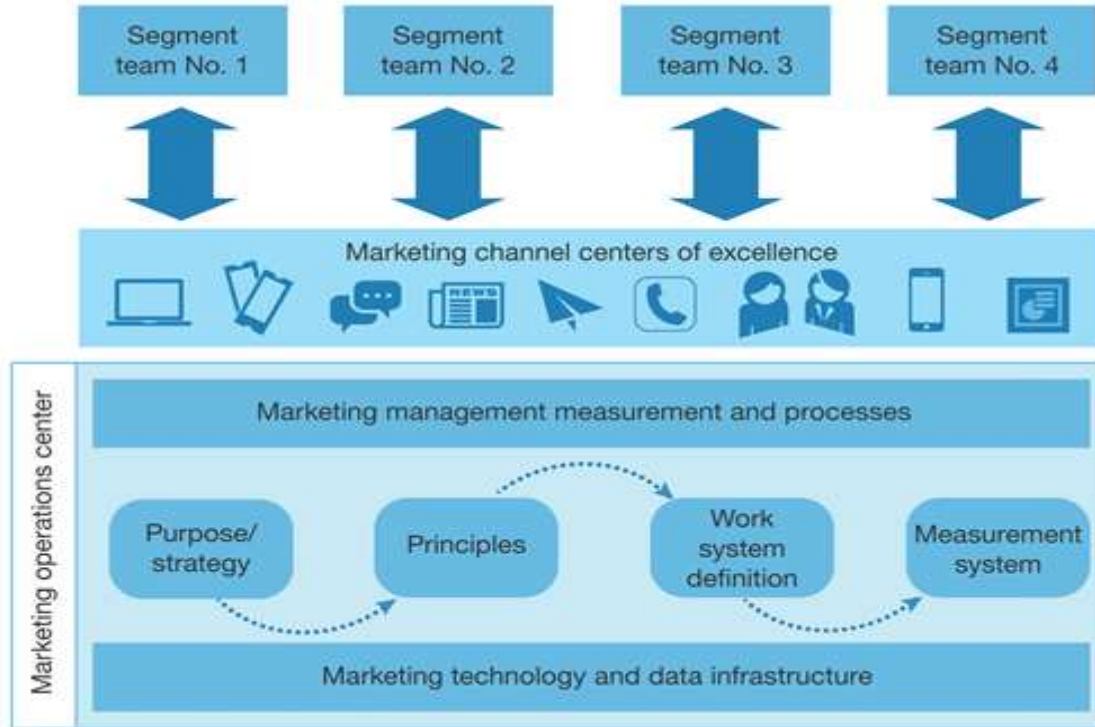 Segment
team No. 1
Segment
team No. 2
Segment
team No. 3
Segment
team No. 4
Marketing channel centers of excellence
NEWS
Marketing operations center
Marketing management measurement and processes
Purpose/
strategy
Principles
Work
system
definition
Measurement
system
Marketing technology and data infrastructure